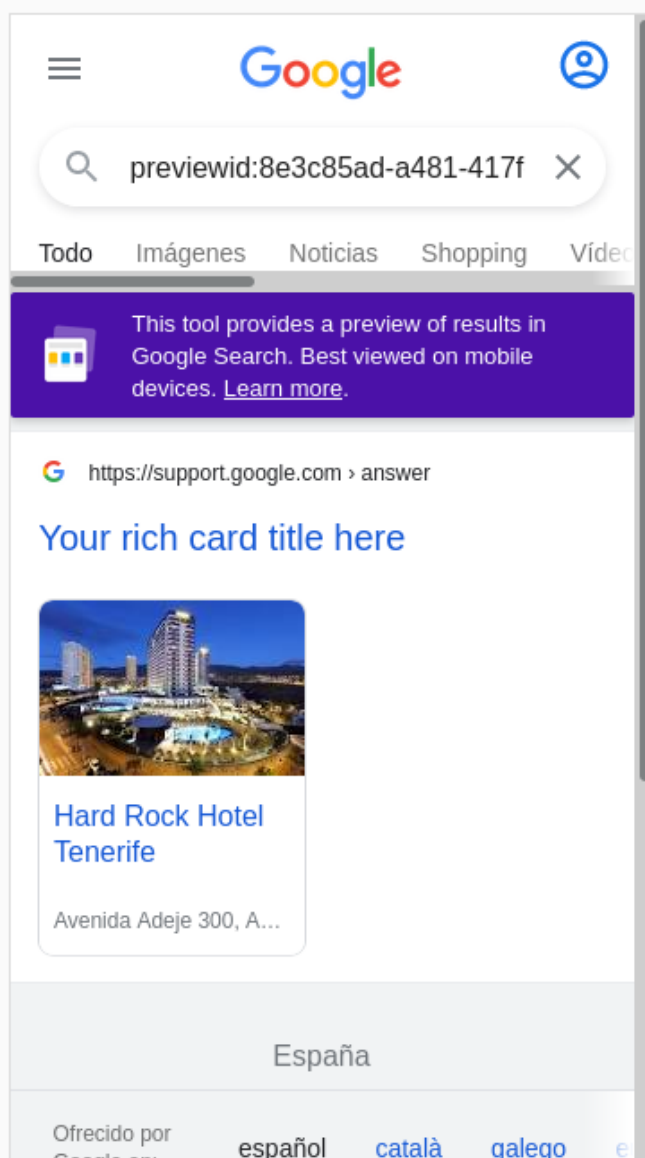 Google
previewid:8e3c85ad-a481-417f
Todo Imágenes Noticias Shopping
This tool provides a preview of results in
Google Search. Best viewed on mobile
devices. Learn more.
G https://support.google.com › answer
Your rich card title here
Hard Rock Hotel
Tenerife
Avenida Adeje 300, A...
España
Ofrecido por
español català galego